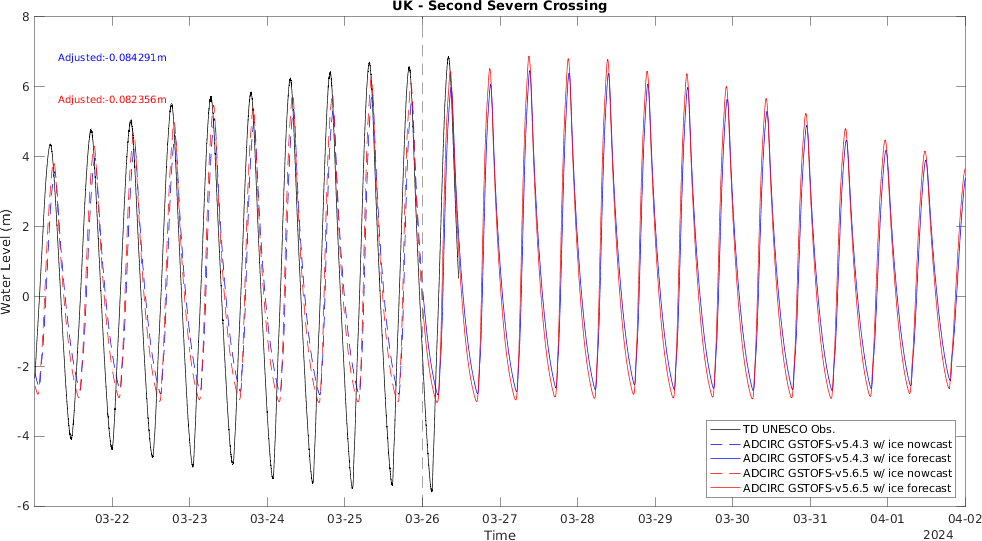 UK - Second Severn Crossing
Adjusted:-0.084291m
Adjusted:-0.082356m
Water Level (m)
8
6
4
2
0
-2
-4
-6
TD UNESCO Obs.
ADCIRC GSTOFS-v5.4.3 w/ ice nowcast
ADCIRC GSTOFS-v5.4.3 w/ ice forecast
ADCIRC GSTOFS-v5.6.5 w/ ice nowcast
ADCIRC GSTOFS-v5.6.5 w/ ice forecast
03-22 03-23 03-24 03-25 03-26 03-27 03-28 03-29 03-30 03-31 04-01 04-02
Time
2024